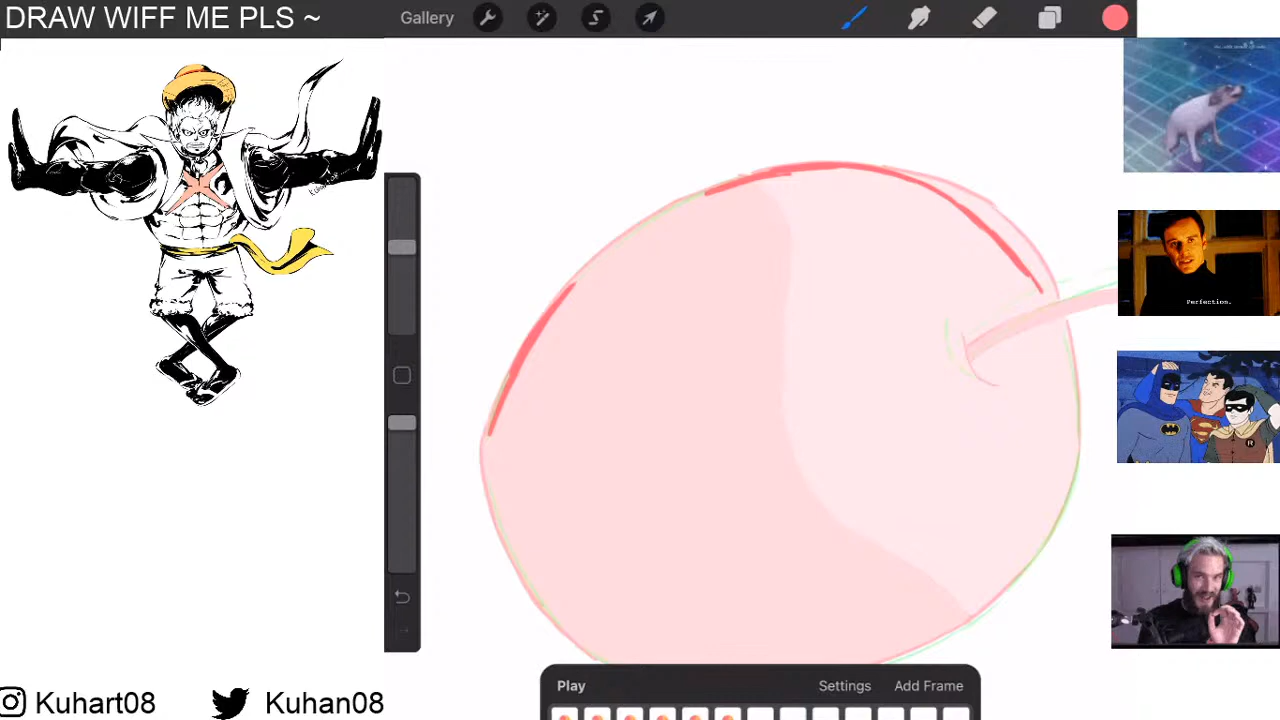 DRAW WIFF ME PLS ~
Gallery
Perfection.
Play
Settings
Add Frame
Kuhart08
Kuhan08